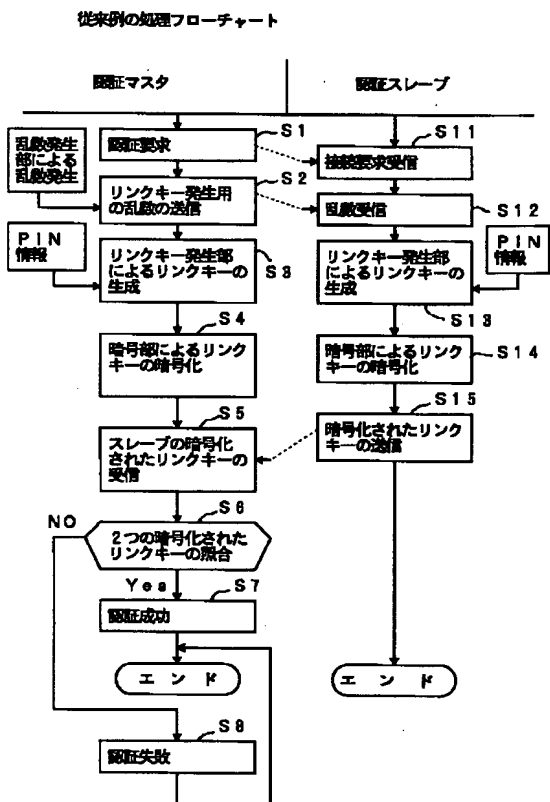 従来例の処理フローチャート
認証マスタ
認証スレーブ
S1
認証要求
乱数発生
部による
乱数発生
S2
リンクキー発生用
の乱数の送信
PIN
情報
リンクキー発生部
によるリンクキーの
生成
S3
S4
暗号部によるリンク
キーの暗号化
S5
スレーブの暗号化
されたリンクキーの
受信
S6
NO
2つの暗号化された
リンクキーの照合
Yes
S7
認証成功
エンド
S8
認証失敗
S11
接続要求受信
乱数受信
S12
PIN
情報
リンクキー発生部
によるリンクキーの
生成
S13
暗号部によるリンク
キーの暗号化
S14
S15
暗号化されたリンク
キーの送信
エンド